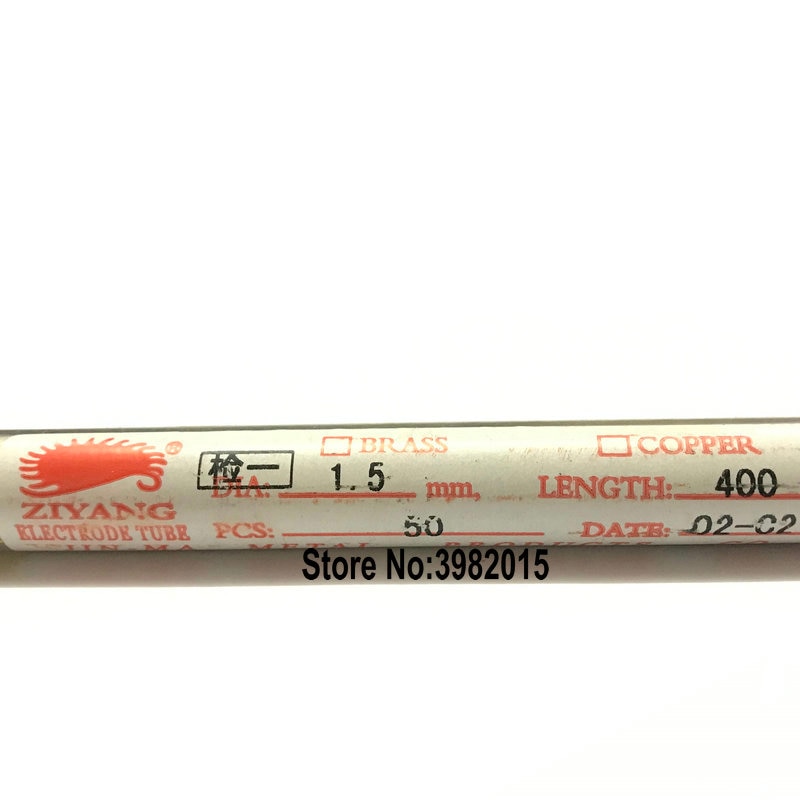 ®
ZIYANG
ELECTRODE TUBE
检一
BRASS
COPPER
DIA: 1.5 mm, LENGTH: 400
PCS: 50 DATE: 02-02
METAL
Store No:3982015